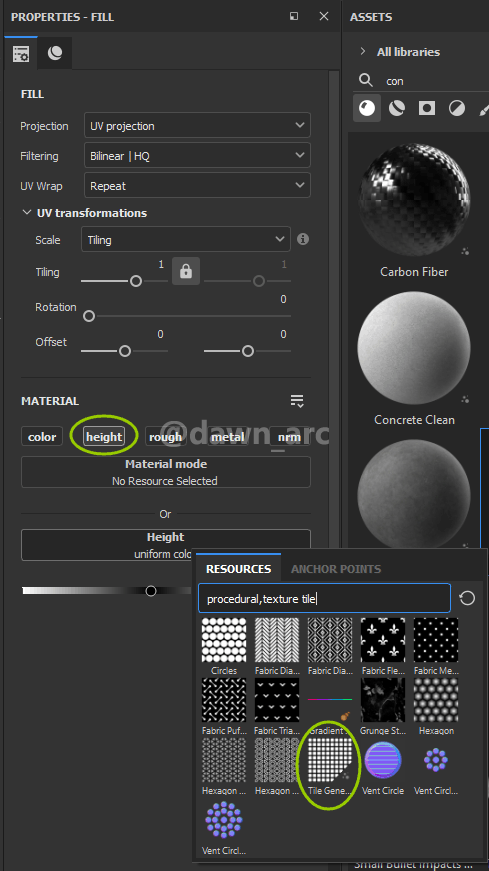 PROPERTIES - FILL
FILL
Projection UV projection
Filtering Bilinear | HQ
UV Wrap Repeat
UV transformations
Scale Tiling
Tiling 1 1
Rotation 0
Offset 0 0
MATERIAL
@dawn_arc
color height rough metal nrm
Material mode
No Resource Selected
Or
Height
uniform colo
RESOURCES ANCHOR POINTS
procedural,texture tile
Circles Fabric Dia... Fabric Dia... Fabric Fle... Fabric Me...
Fabric Puf... Fabric Tria... Gradient Grunge St... Hexagon
Hexagon ... Hexagon ... Tile Gene... Vent Circle Vent Circl...
Vent Circl...
ASSETS
All libraries
con
Carbon Fiber
Concrete Clean
Small Bullet Impacts ...